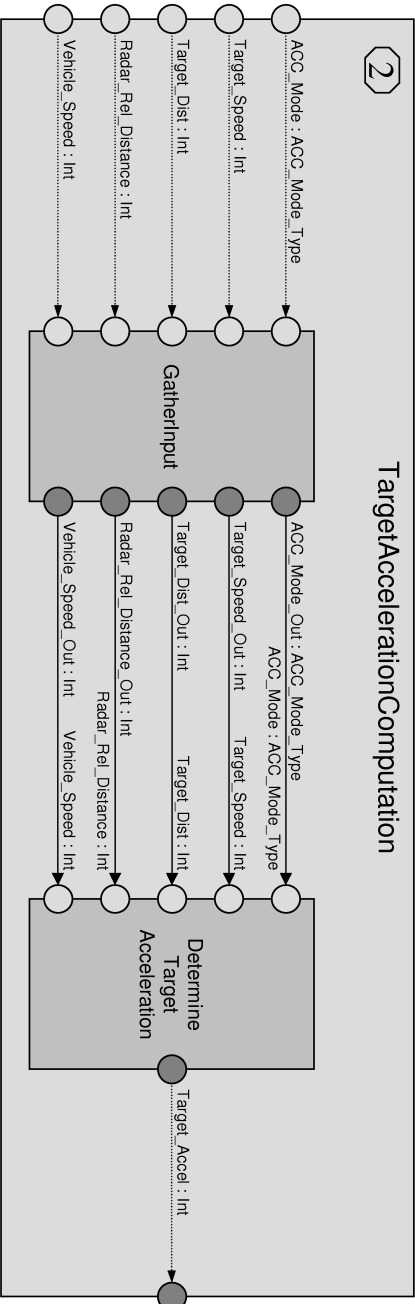 2
TargetAccelerationComputation
ACC_Mode : ACC_Mode_Type
Target_Speed : Int
Target_Dist : Int
Radar_Rel_Distance : Int
Vehicle_Speed : Int
GatherInput
ACC_Mode_Out : ACC_Mode_Type
ACC_Mode : ACC_Mode_Type
Target_Speed_Out : Int
Target_Speed : Int
Target_Dist_Out : Int
Target_Dist : Int
Radar_Rel_Distance_Out : Int
Radar_Rel_Distance : Int
Vehicle_Speed_Out : Int
Vehicle_Speed : Int
Determine
Target
Acceleration
Target_Accel : Int